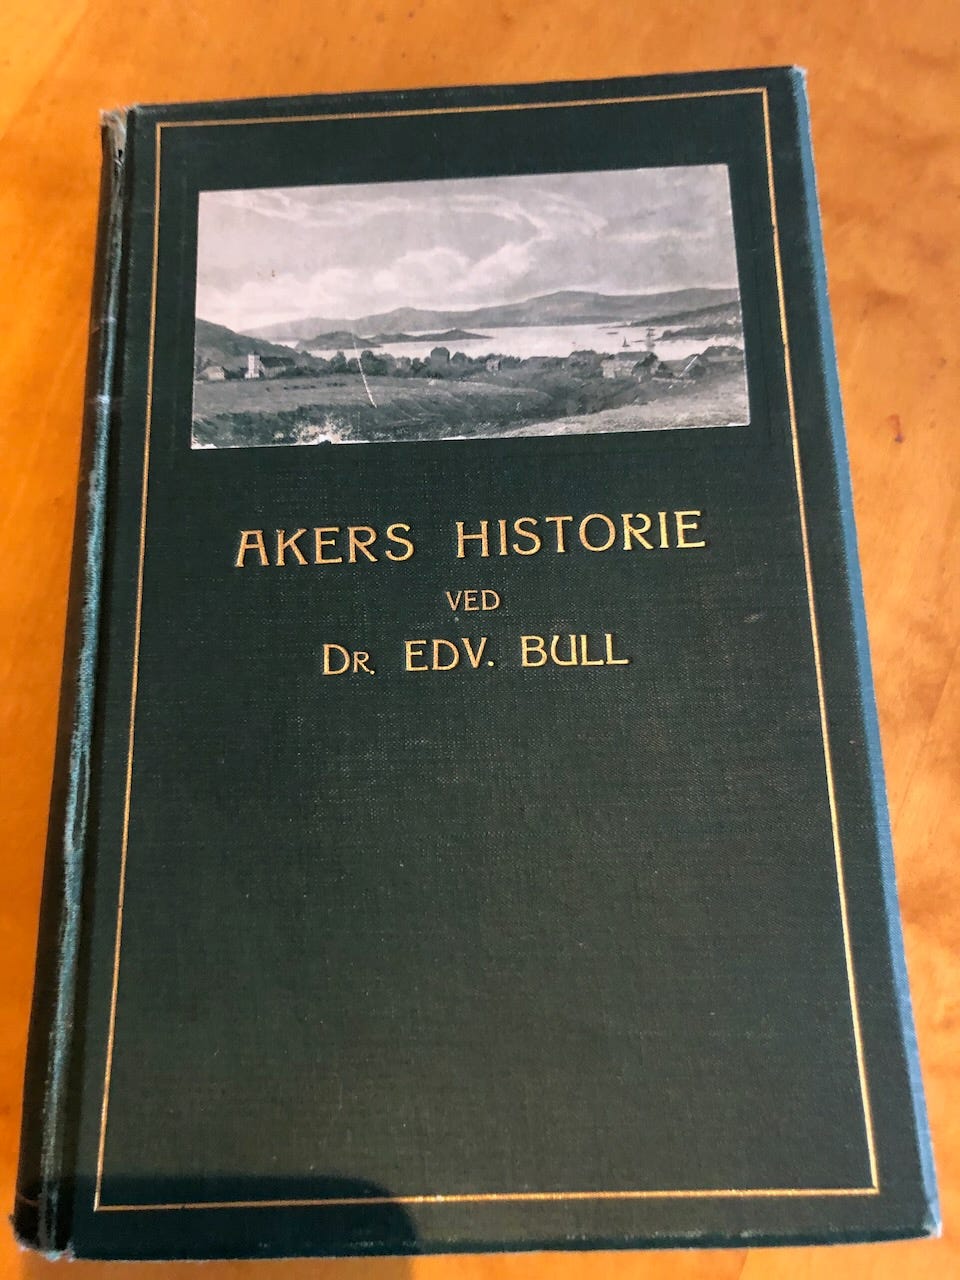 AKERS HISTORIE
VED
DR. EDV. BULL